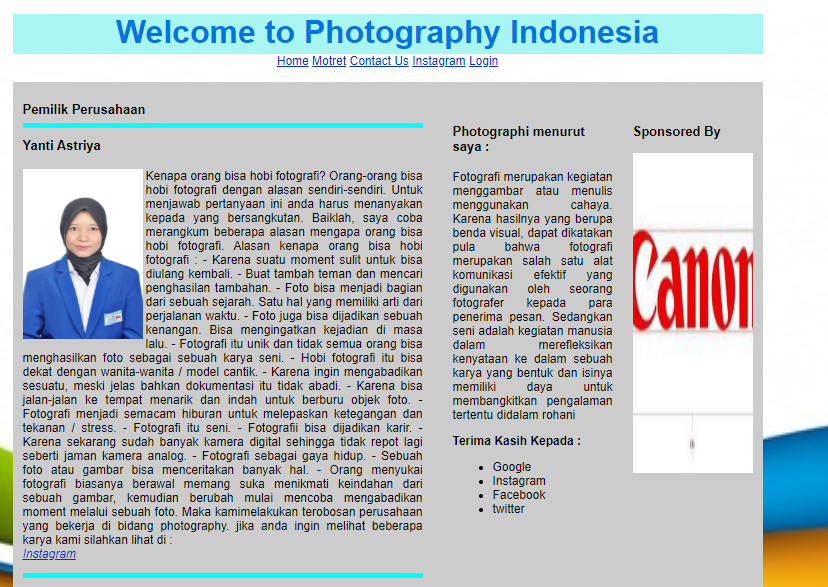 Welcome to Photography Indonesia
Home Motret Contact Us Instagram Login
Pemilik Perusahaan
Yanti Astriya
Kenapa orang bisa hobi fotografi? Orang-orang bisa
hobi fotografi dengan alasan sendiri-sendiri. Untuk
menjawab pertanyaan ini anda harus menanyakan
kepada yang bersangkutan. Baiklah, saya coba
merangkum beberapa alasan mengapa orang bisa
hobi fotografi. Alasan kenapa orang bisa hobi
fotografi : - Karena suatu moment sulit untuk bisa
diulang kembali. - Buat tambah teman dan mencari
penghasilan tambahan. - Foto bisa menjadi bagian
dari sebuah sejarah. Satu hal yang memiliki arti dari
perjalanan waktu. - Foto juga bisa dijadikan sebuah
kenangan. Bisa mengingatkan kejadian di masa
lalu. - Fotografi itu unik dan tidak semua orang bisa
menghasilkan foto sebagai sebuah karya seni. - Hobi fotografi itu bisa
dekat dengan wanita-wanita / model cantik. - Karena ingin mengabadikan
sesuatu, meski jelas bahkan dokumentasi itu tidak abadi. - Karena bisa
jalan-jalan ke tempat menarik dan indah untuk berburu objek foto. -
Fotografi menjadi semacam hiburan untuk melepaskan ketegangan dan
tekanan / stress. - Fotografi itu seni. - Fotografii bisa dijadikan karir. -
Karena sekarang sudah banyak kamera digital sehingga tidak repot lagi
seberti jaman kamera analog. - Fotografi sebagai gaya hidup. - Sebuah
foto atau gambar bisa menceritakan banyak hal. - Orang menyukai
fotografi biasanya berawal memang suka menikmati keindahan dari
sebuah gambar, kemudian berubah mulai mencoba mengabadikan
moment melalui sebuah foto. Maka kamimelakukan terobosan perusahaan
yang bekerja di bidang photography. jika anda ingin melihat beberapa
karya kami silahkan lihat di :
Instagram
Photographi menurut
saya :
Fotografi merupakan kegiatan
menggambar atau menulis
menggunakan cahaya.
Karena hasilnya yang berupa
benda visual, dapat dikatakan
pula bahwa fotografi
merupakan salah satu alat
komunikasi efektif yang
digunakan oleh seorang
fotografer kepada para
penerima pesan. Sedangkan
seni adalah kegiatan manusia
dalam merefleksikan
kenyataan ke dalam sebuah
karya yang bentuk dan isinya
memiliki daya untuk
membangkitkan pengalaman
tertentu didalam rohani
Terima Kasih Kepada :
Google
Instagram
Facebook
twitter
Sponsored By
Canon